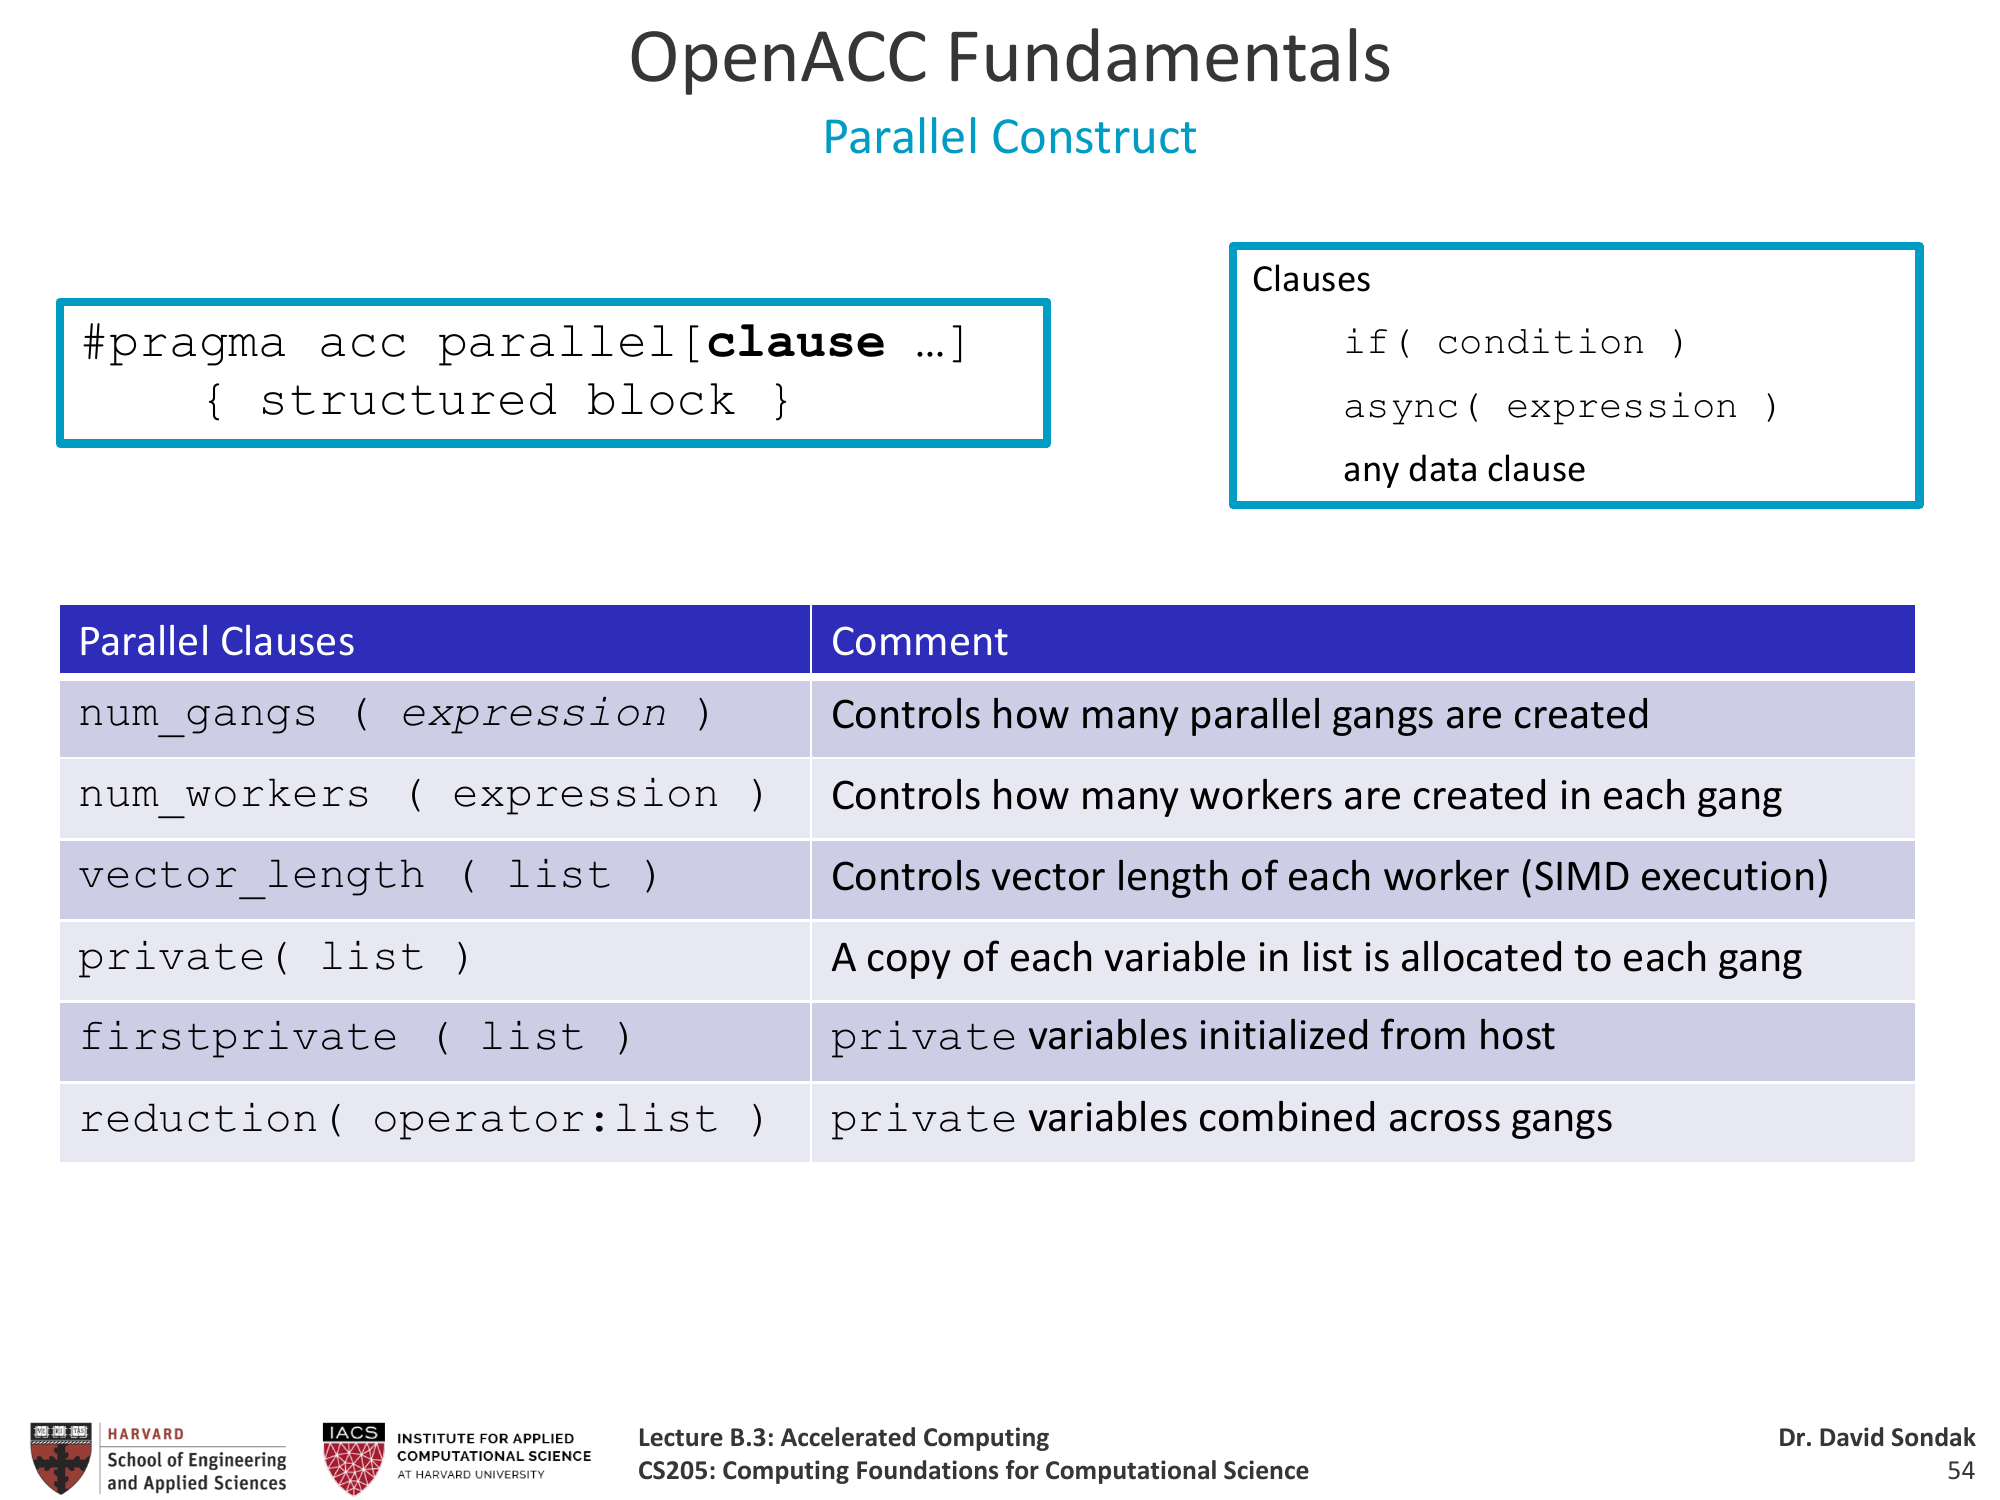 OpenACC Fundamentals
Parallel Construct
#pragma acc parallel[clause …]
{ structured block }
Clauses
if( condition )
async( expression )
any data clause
Parallel Clauses Comment
num_gangs ( expression ) Controls how many parallel gangs are created
num_workers ( expression ) Controls how many workers are created in each gang
vector_length ( list ) Controls vector length of each worker (SIMD execution)
private( list ) A copy of each variable in list is allocated to each gang
firstprivate ( list ) private variables initialized from host
reduction( operator:list ) private variables combined across gangs
HARVARD
School of Engineering
and Applied Sciences
IACS
INSTITUTE FOR APPLIED
COMPUTATIONAL SCIENCE
AT HARVARD UNIVERSITY
Lecture B.3: Accelerated Computing
CS205: Computing Foundations for Computational Science
Dr. David Sondak
54